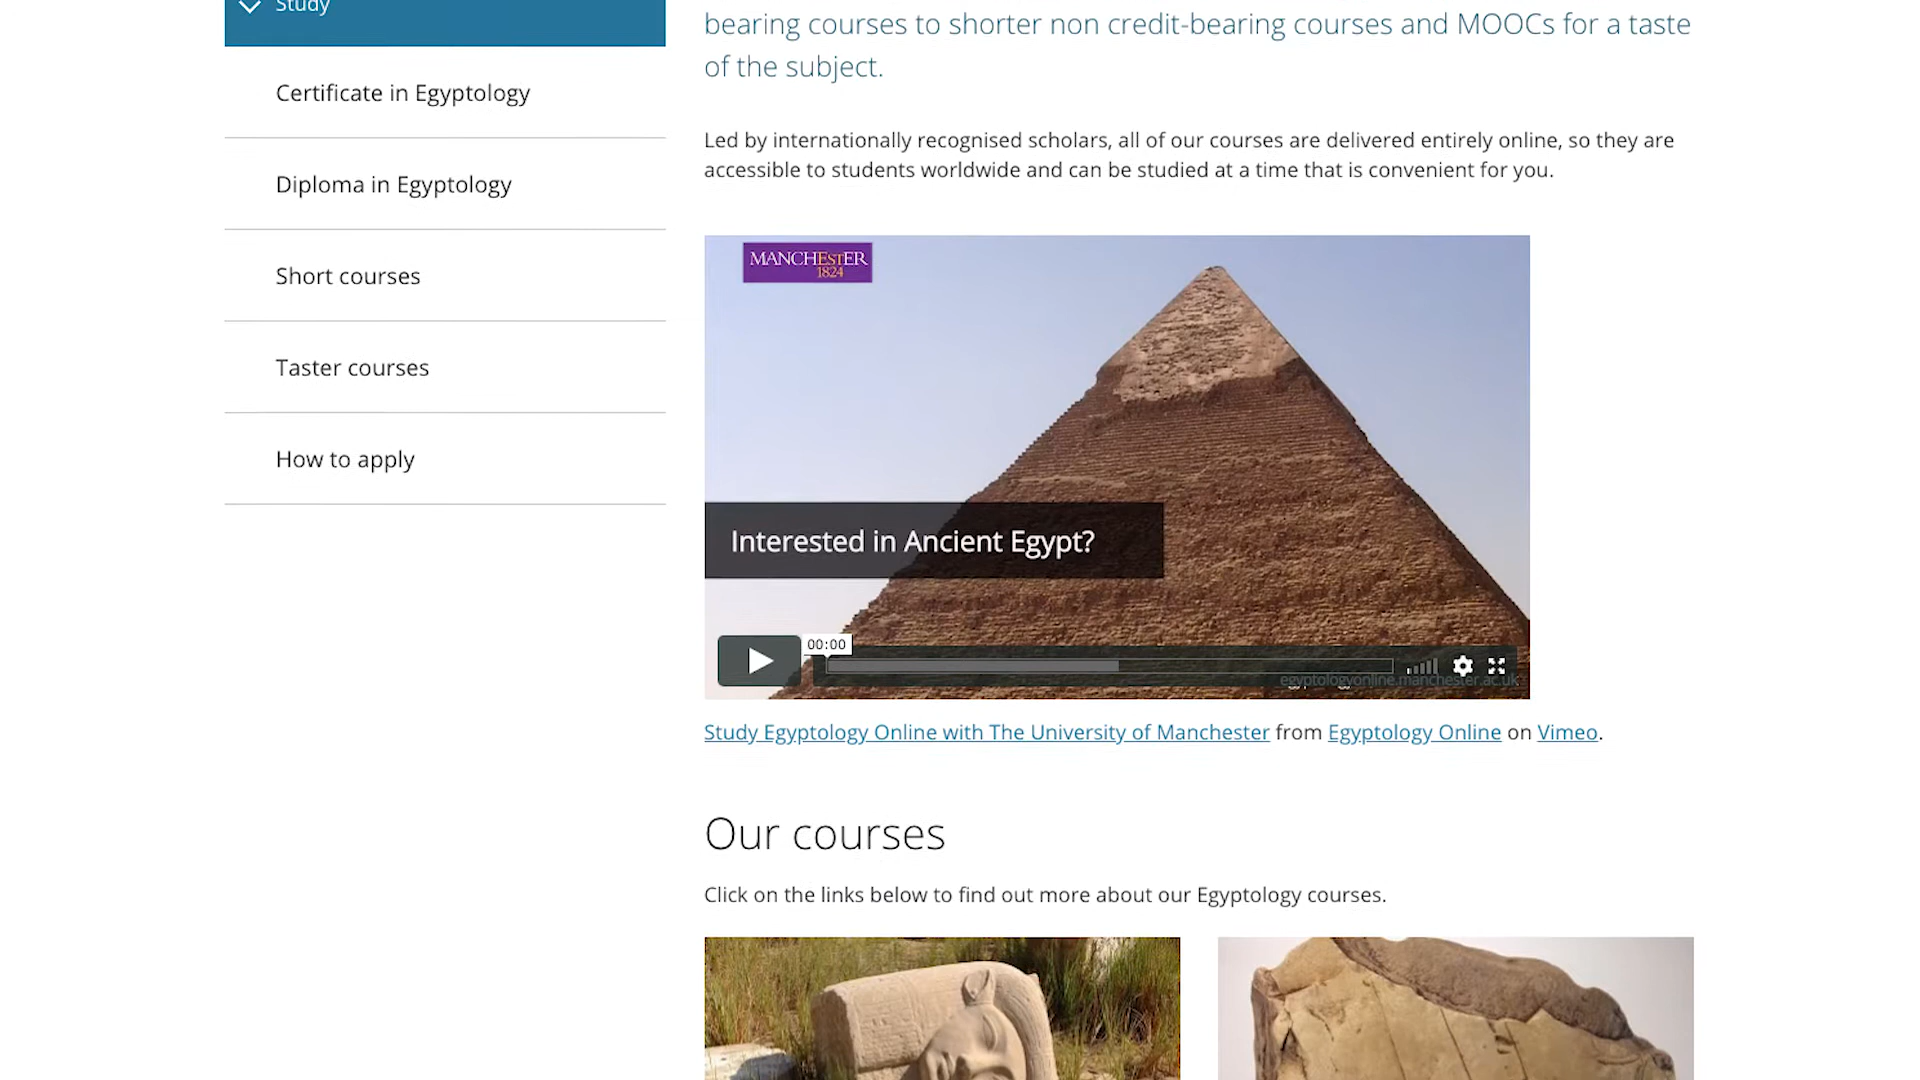 Study
Certificate in Egyptology
Diploma in Egyptology
Short courses
Taster courses
How to apply
bearing courses to shorter non credit-bearing courses and MOOCs for a taste
of the subject.
Led by internationally recognised scholars, all of our courses are delivered entirely online, so they are
accessible to students worldwide and can be studied at a time that is convenient for you.
MANCHESTER
1824
Interested in Ancient Egypt?
00:00
egyptologyonline.manchester.ac.uk
Study Egyptology Online with The University of Manchester from Egyptology Online on Vimeo.
Our courses
Click on the links below to find out more about our Egyptology courses.